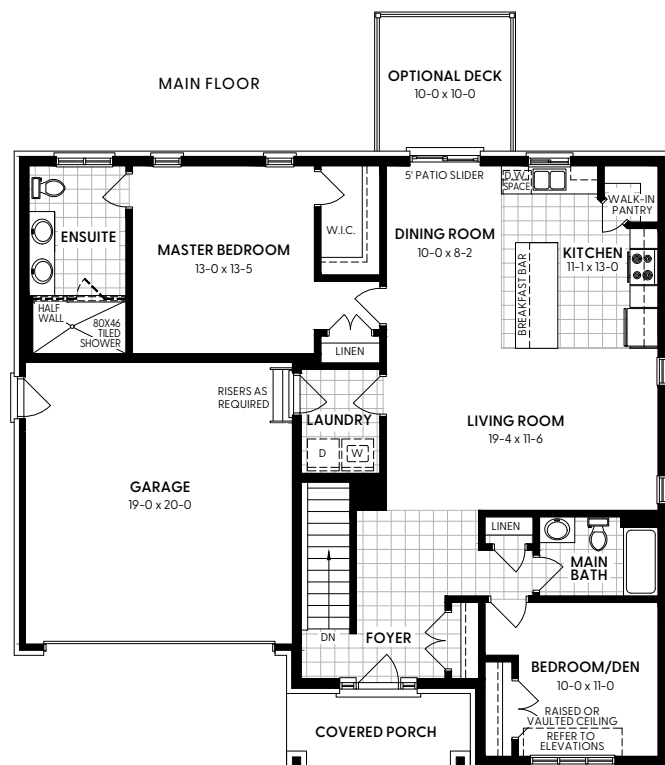 MAIN FLOOR
OPTIONAL DECK
10-0 x 10-0
5' PATIO SLIDER
D.W.
SPACE
WALK-IN
PANTRY
ENSUITE
MASTER BEDROOM
13-0 x 13-5
W.I.C.
DINING ROOM
10-0 x 8-2
KITCHEN
11-1 x 13-0
BREAKFAST BAR
HALF
WALL
80X46
TILED
SHOWER
LINEN
RISERS AS
REQUIRED
LAUNDRY
D
W
LIVING ROOM
19-4 x 11-6
GARAGE
19-0 x 20-0
LINEN
MAIN
BATH
DN
FOYER
BEDROOM/DEN
10-0 x 11-0
RAISED OR
VAULTED CEILING
REFER TO
ELEVATIONS
COVERED PORCH